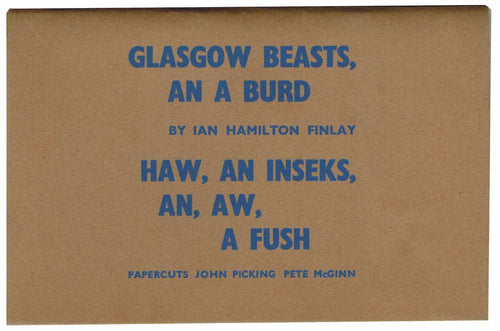 GLASGOW BEASTS,
AN A BURD
BY IAN HAMILTON FINLAY
HAW, AN INSEKS,
AN, AW,
A FUSH
PAPERCUTS JOHN PICKING PETE McGINN